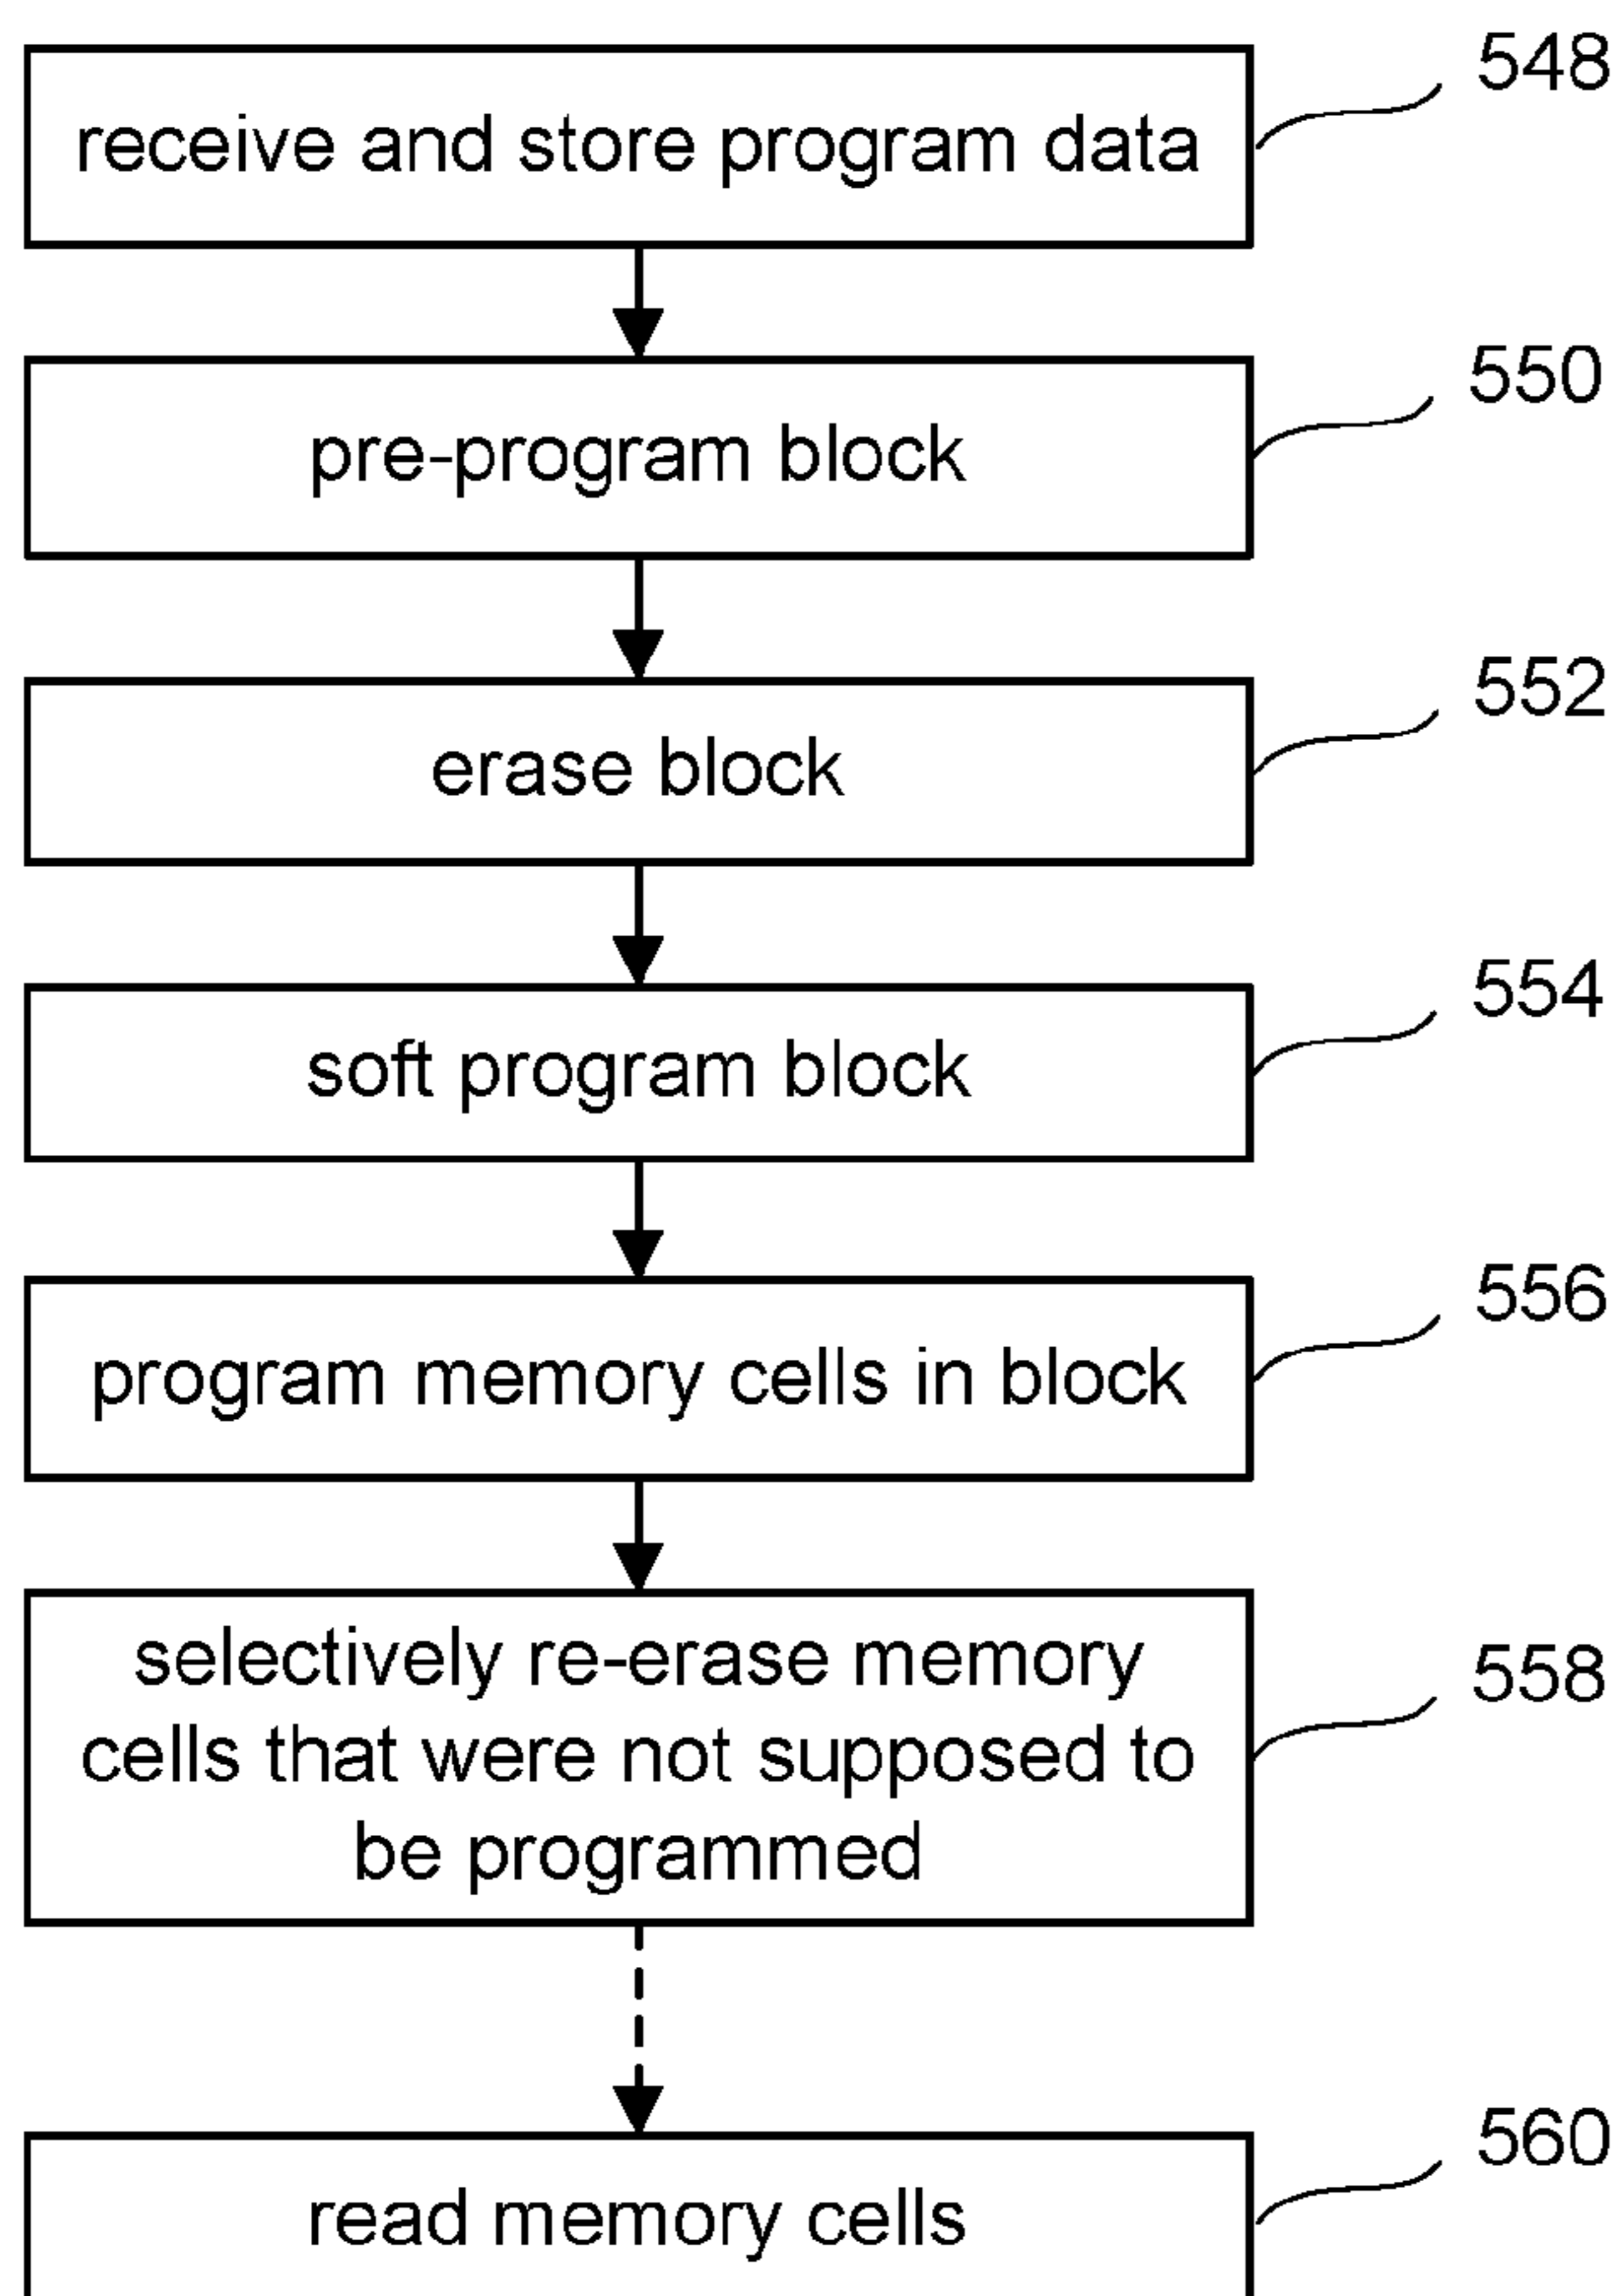 548
receive and store program data
550
pre-program block
552
erase block
554
soft program block
556
program memory cells in block
558
selectively re-erase memory
cells that were not supposed to
be programmed
560
read memory cells